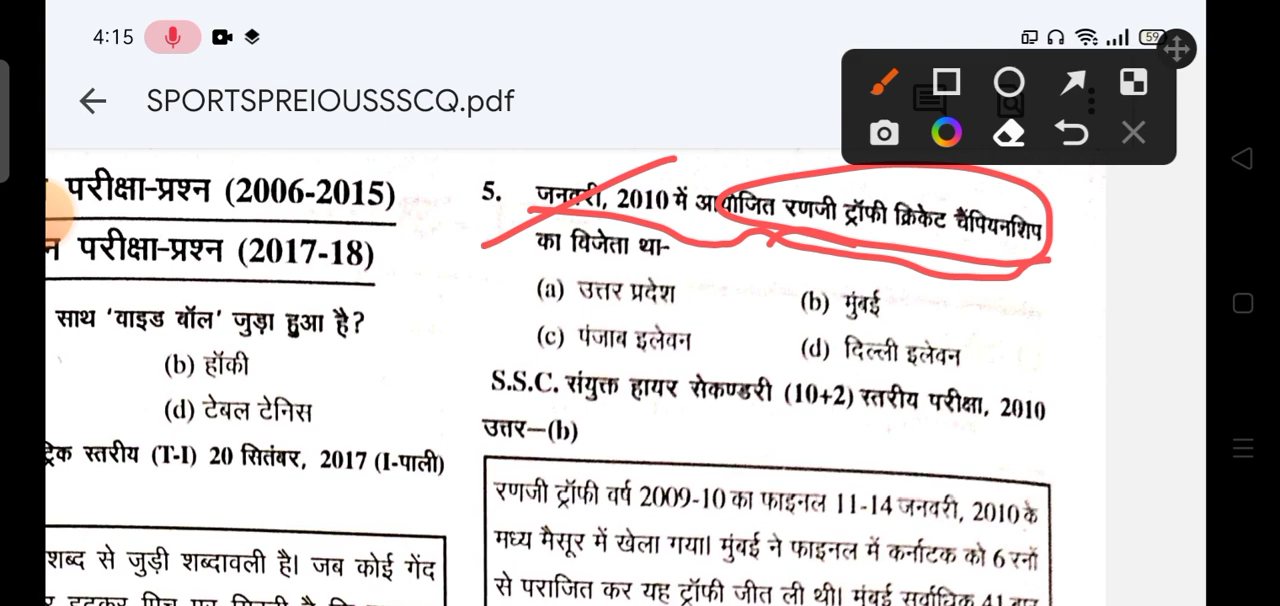 4:15
59
SPORTSPREIOUSSSCQ.pdf
परीक्षा-प्रश्न (2006-2015)
परीक्षा-प्रश्न (2017-18)
साथ 'वाइड बॉल' जुड़ा हुआ है?
(b) हॉकी
(d) टेबल टेनिस
स्तरीय (T-I) 20 सितंबर, 2017 (I-पाली)
शब्द से जुड़ी शब्दावली है। जब कोई गेंद
5. जनवरी, 2010 में आयोजित रणजी ट्रॉफी क्रिकेट चैंपियनशिप
का विजेता था-
(a) उत्तर प्रदेश (b) मुंबई
(c) पंजाब इलेवन (d) दिल्ली इलेवन
S.S.C. संयुक्त हायर सेकण्डरी (10+2) स्तरीय परीक्षा, 2010
उत्तर—(b)
रणजी ट्रॉफी वर्ष 2009-10 का फाइनल 11-14 जनवरी, 2010 के
मध्य मैसूर में खेला गया। मुंबई ने फाइनल में कर्नाटक को 6 रनों
से पराजित कर यह ट्रॉफी जीत ली थी। मुंबई सर्वाधिक 41 बार